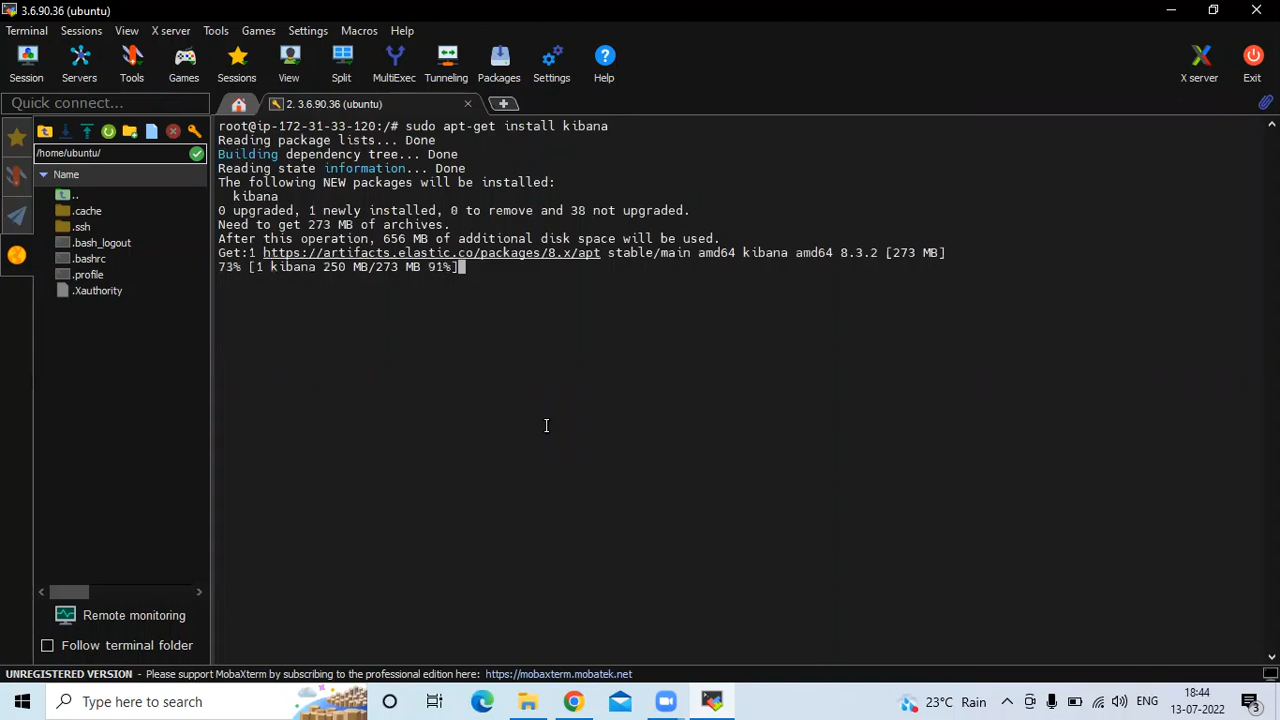 3.6.90.36 (ubuntu)
Terminal Sessions View X server Tools Games Settings Macros Help
Session Servers Tools Games Sessions View Split MultiExec Tunneling Packages Settings Help X server Exit
Quick connect...
2. 3.6.90.36 (ubuntu)
/home/ubuntu/
Name
..
.cache
.ssh
.bash_logout
.bashrc
.profile
.Xauthority
Remote monitoring
Follow terminal folder
root@ip-172-31-33-120:/# sudo apt-get install kibana
Reading package lists... Done
Building dependency tree... Done
Reading state information... Done
The following NEW packages will be installed:
kibana
0 upgraded, 1 newly installed, 0 to remove and 38 not upgraded.
Need to get 273 MB of archives.
After this operation, 656 MB of additional disk space will be used.
Get:1 https://artifacts.elastic.co/packages/8.x/apt stable/main amd64 kibana amd64 8.3.2 [273 MB]
73% [1 kibana 250 MB/273 MB 91%]
UNREGISTERED VERSION - Please support MobaXterm by subscribing to the professional edition here: https://mobaxterm.mobatek.net
Type here to search
23°C Rain
ENG
18:44
13-07-2022
3